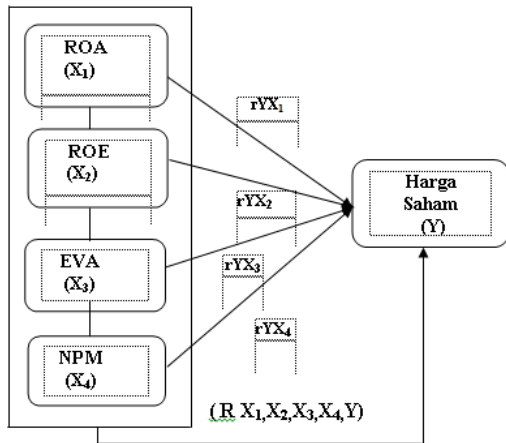 ROA
(X₁)
rYX₁
ROE
(X₂)
Harga
Saham
(Y)
rYX₂
EVA
(X₃)
rYX₃
rYX₄
NPM
(X₄)
( R X₁,X₂,X₃,X₄,Y)